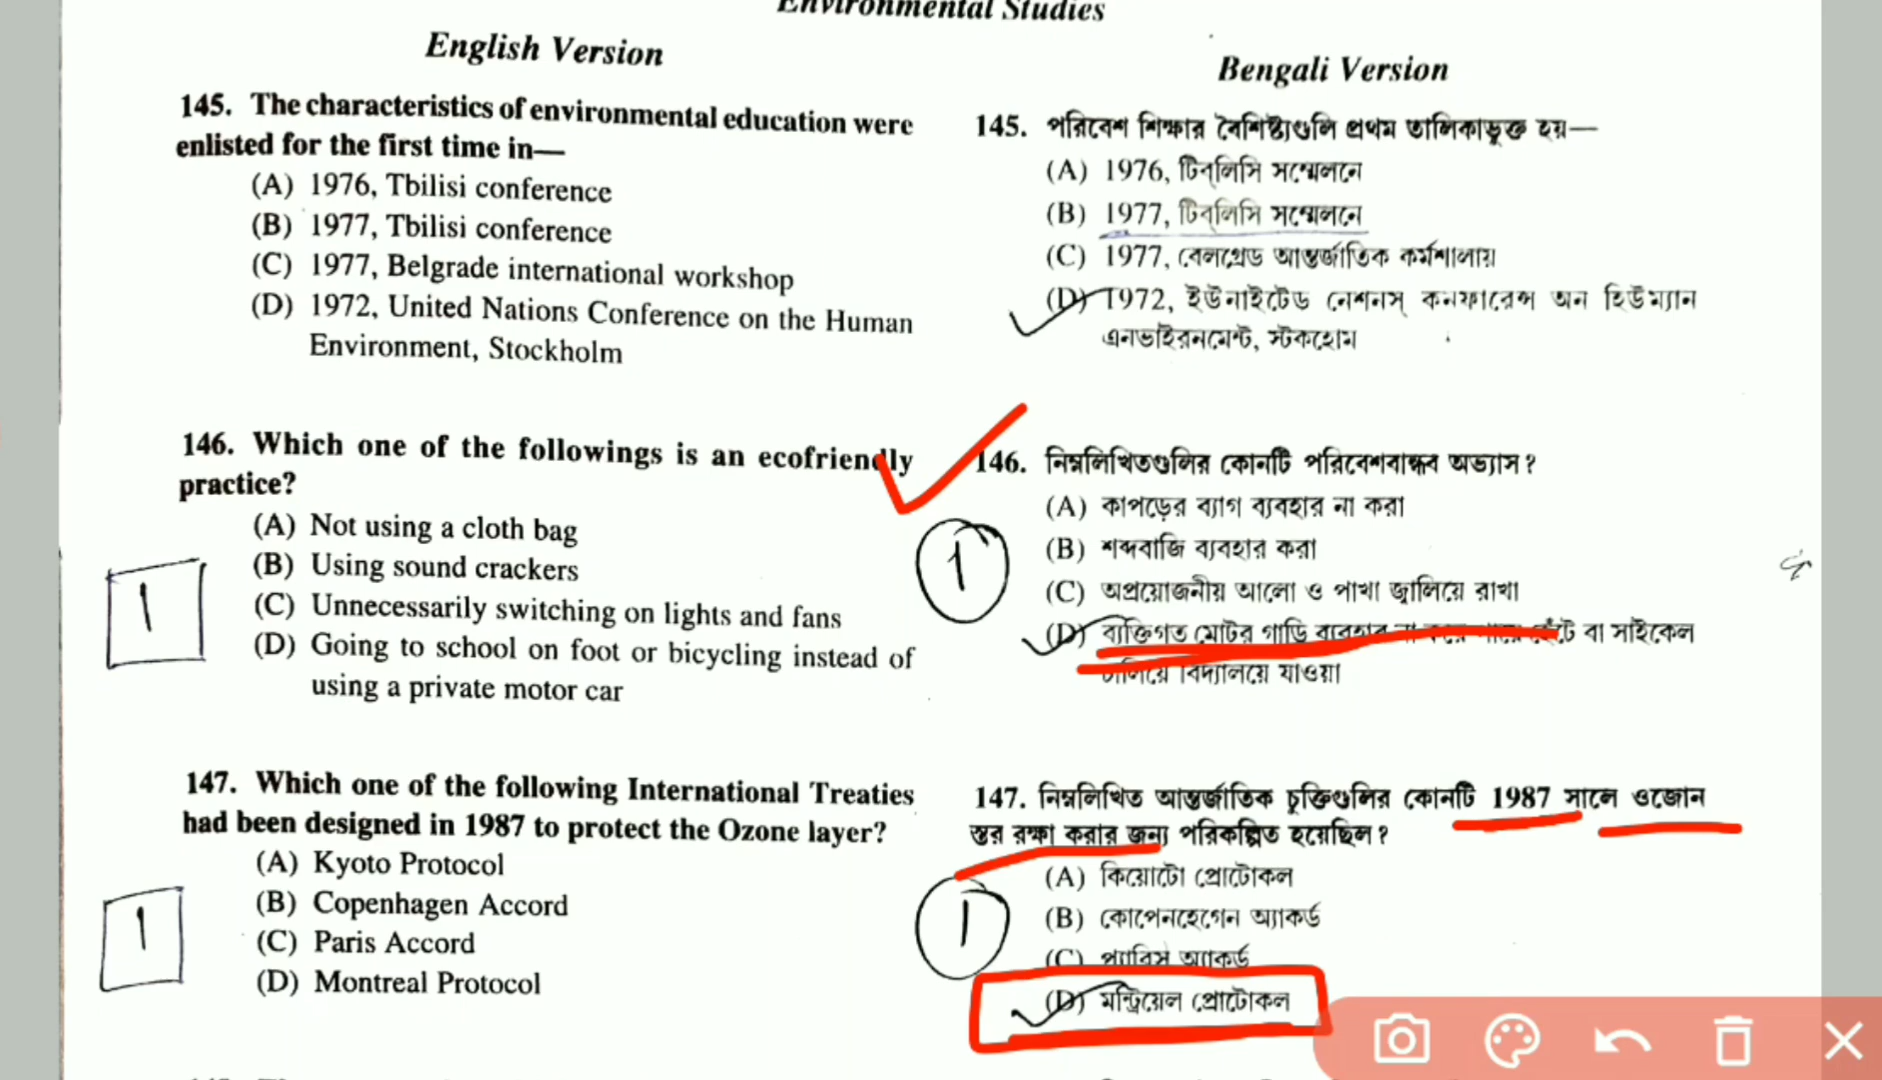 Environmental Studies
English Version
145. The characteristics of environmental education were
enlisted for the first time in—
(A) 1976, Tbilisi conference
(B) 1977, Tbilisi conference
(C) 1977, Belgrade international workshop
(D) 1972, United Nations Conference on the Human
Environment, Stockholm
146. Which one of the followings is an ecofriendly
practice?
(A) Not using a cloth bag
(B) Using sound crackers
(C) Unnecessarily switching on lights and fans
(D) Going to school on foot or bicycling instead of
using a private motor car
1
147. Which one of the following International Treaties
had been designed in 1987 to protect the Ozone layer?
(A) Kyoto Protocol
(B) Copenhagen Accord
(C) Paris Accord
(D) Montreal Protocol
1
Bengali Version
145. পরিবেশ শিক্ষার বৈশিষ্ট্যগুলি প্রথম তালিকাভুক্ত হয়—
(A) 1976, টিব্‌লিসি সম্মেলনে
(B) 1977, টিব্‌লিসি সম্মেলনে
(C) 1977, বেলগ্রেড আন্তর্জাতিক কর্মশালায়
(D) 1972, ইউনাইটেড নেশনস্ কনফারেন্স অন হিউম্যান
এনভাইরনমেন্ট, স্টকহোম
146. নিম্নলিখিতগুলির কোনটি পরিবেশবান্ধব অভ্যাস?
(A) কাপড়ের ব্যাগ ব্যবহার না করা
(B) শব্দবাজি ব্যবহার করা
(C) অপ্রয়োজনীয় আলো ও পাখা জ্বালিয়ে রাখা
(D) ব্যক্তিগত মোটর গাড়ি ব্যবহার না করে পায়ে হেঁটে বা সাইকেল
চালিয়ে বিদ্যালয়ে যাওয়া
1
147. নিম্নলিখিত আন্তর্জাতিক চুক্তিগুলির কোনটি 1987 সালে ওজোন
স্তর রক্ষা করার জন্য পরিকল্পিত হয়েছিল?
(A) কিয়োটো প্রোটোকল
(B) কোপেনহেগেন অ্যাকর্ড
(C) প্যারিস অ্যাকর্ড
(D) মন্ট্রিয়েল প্রোটোকল
1